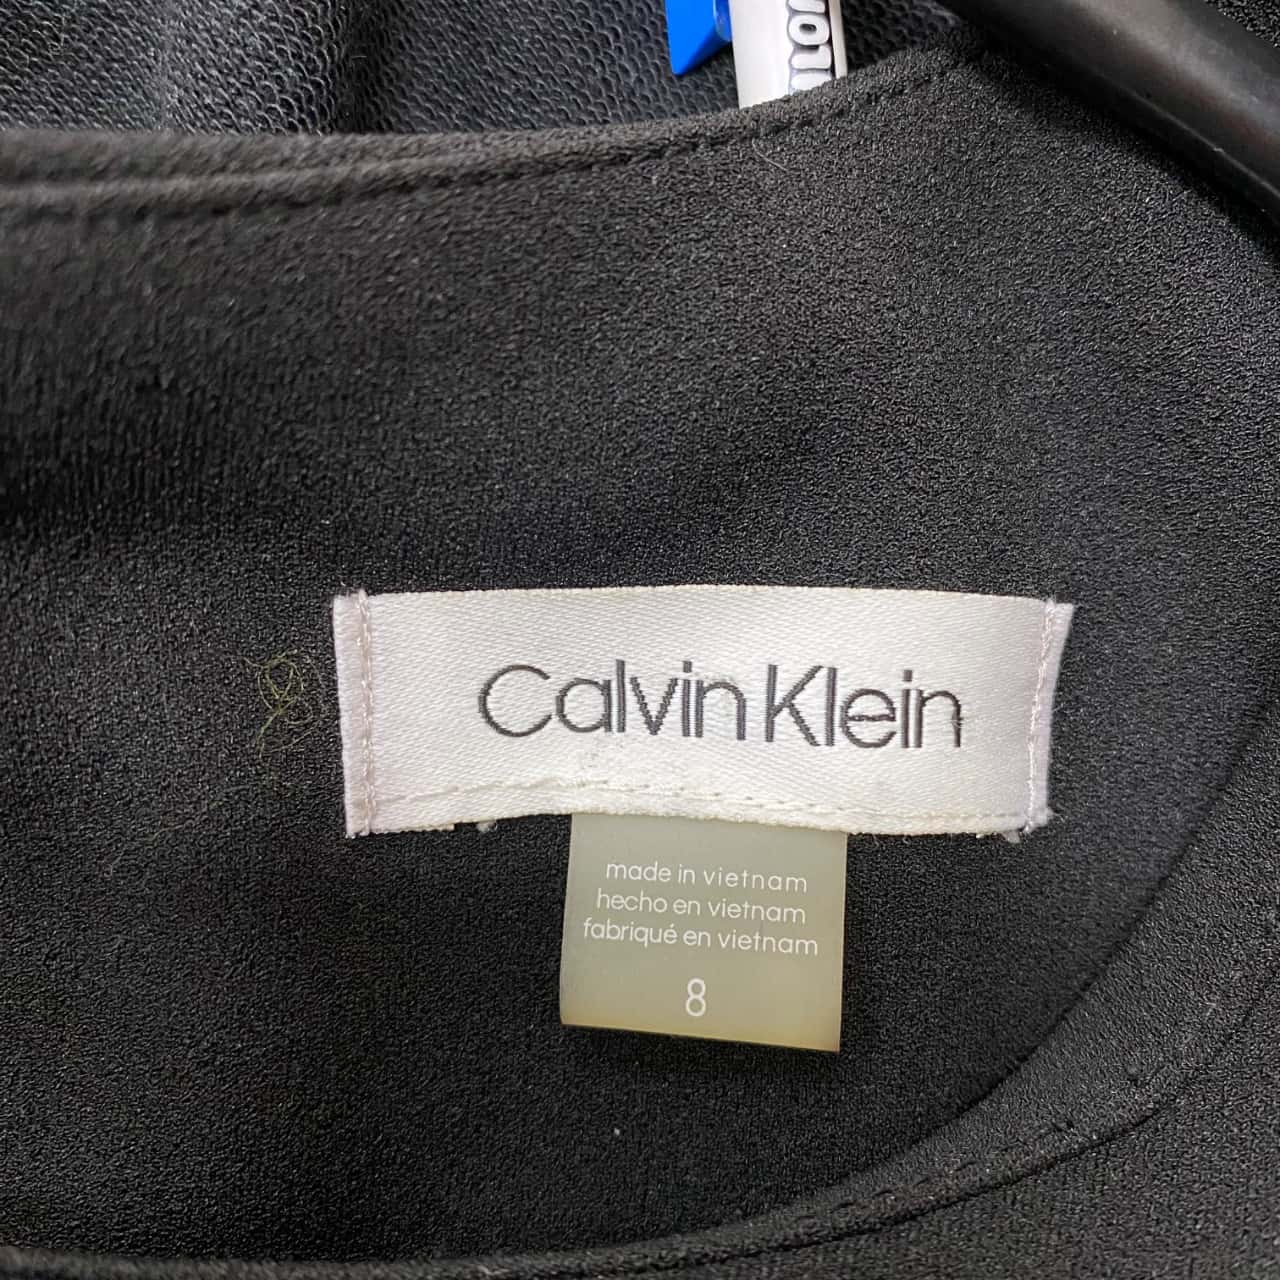 Calvin Klein
made in vietnam
hecho en vietnam
fabriqué en vietnam
8